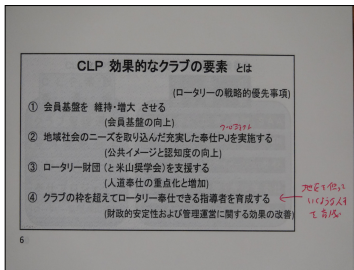 CLP 効果的なクラブの要素 とは
(ロータリーの戦略的優先事項)
① 会員基盤を 維持・増大 させる
(会員基盤の向上)
プロジェクト
② 地域社会のニーズを取り込んだ充実した奉仕PJを実施する
(公共イメージと認知度の向上)
③ ロータリー財団(と米山奨学会)を支援する
(人道奉仕の重点化と増加)
④ クラブの枠を超えてロータリー奉仕できる指導者を育成する
(財政的安定性および管理運営に関する効果の改善)
6